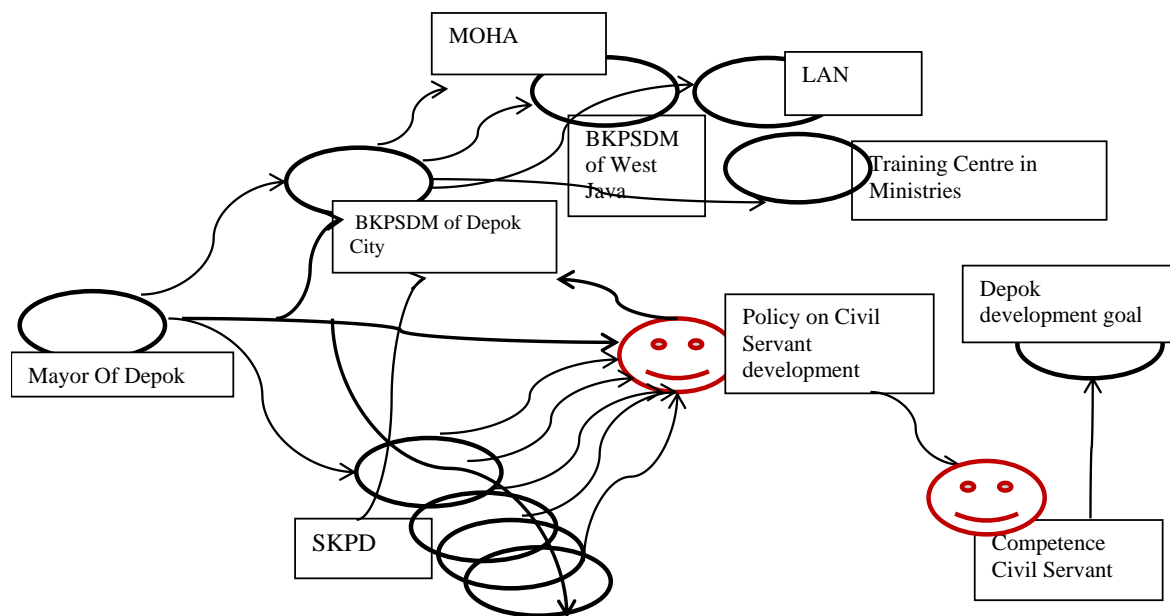 MOHA
LAN
BKPSDM
of West
Java
Training Centre in
Ministries
BKPSDM of Depok
City
Mayor Of Depok
Policy on Civil
Servant
development
Depok
development goal
SKPD
Competence
Civil Servant